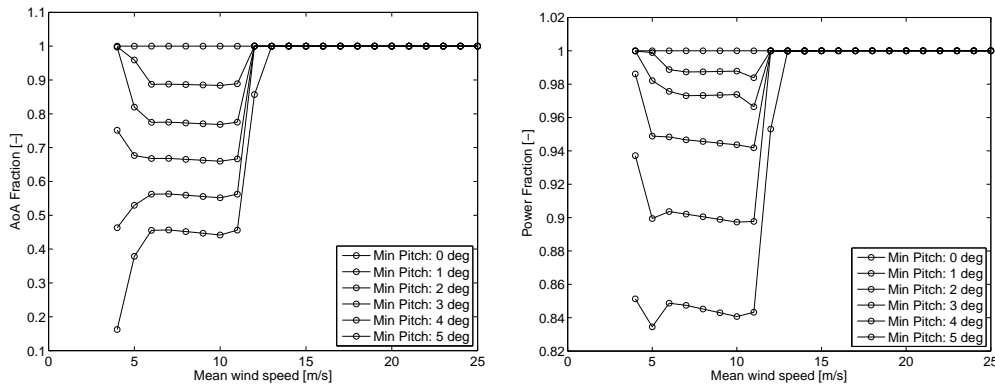 1.1
1
0.9
0.8
0.7
0.6
0.5
0.4
0.3
0.2
0.1
AoA Fraction [−]
0 5 10 15 20 25
Mean wind speed [m/s]
Min Pitch: 0 deg
Min Pitch: 1 deg
Min Pitch: 2 deg
Min Pitch: 3 deg
Min Pitch: 4 deg
Min Pitch: 5 deg
1.02
1
0.98
0.96
0.94
0.92
0.9
0.88
0.86
0.84
0.82
Power Fraction [−]
0 5 10 15 20 25
Mean wind speed [m/s]
Min Pitch: 0 deg
Min Pitch: 1 deg
Min Pitch: 2 deg
Min Pitch: 3 deg
Min Pitch: 4 deg
Min Pitch: 5 deg